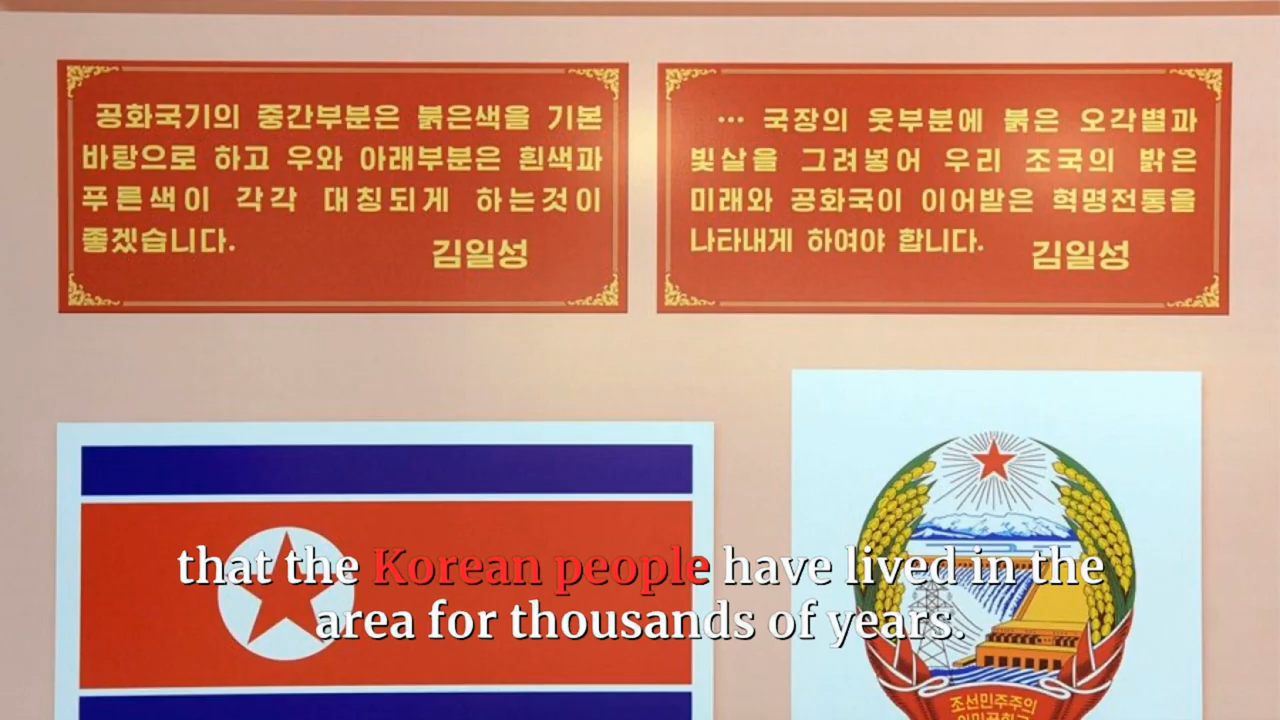 공화국기의 중간부분은 붉은색을 기본
바탕으로 하고 우와 아래부분은 흰색과
푸른색이 각각 대칭되게 하는것이
좋겠습니다.
김일성
… 국장의 웃부분에 붉은 오각별과
빛살을 그려넣어 우리 조국의 밝은
미래와 공화국이 이어받은 혁명전통을
나타내게 하여야 합니다.
김일성
that the Korean people have lived in the
area for thousands of years.
조선민주주의